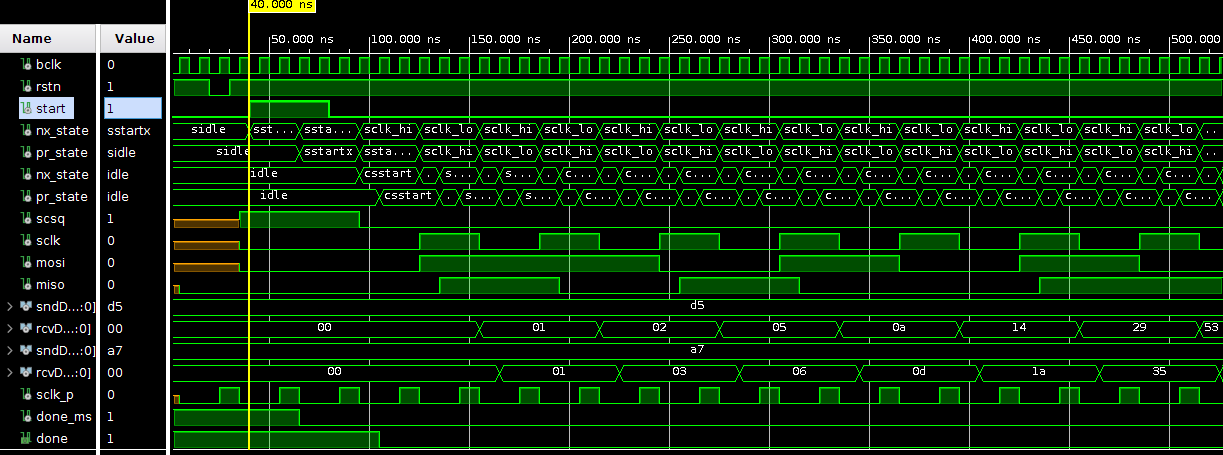 40.000 ns
Name Value 50.000 ns 100.000 ns 150.000 ns 200.000 ns 250.000 ns 300.000 ns 350.000 ns 400.000 ns 450.000 ns 500.000 ns
bclk 0
rstn 1
start 1
nx_state sstartx sidle sst... ssta... sclk_hi sclk_lo sclk_hi sclk_lo sclk_hi sclk_lo sclk_hi sclk_lo sclk_hi sclk_lo sclk_hi sclk_lo sclk_hi sclk_lo ...
pr_state sidle sidle sstartx ssta... sclk_hi sclk_lo sclk_hi sclk_lo sclk_hi sclk_lo sclk_hi sclk_lo sclk_hi sclk_lo sclk_hi sclk_lo sclk_hi
nx_state idle idle csstart s... s... c... c... c... c... c... c... c... c... c... c... c...
pr_state idle idle csstart s... s... c... c... c... c... c... c... c... c... c... c... c...
scsq 1
sclk 0
mosi 0
miso 0
sndD...:0] d5 d5
rcvD...:0] 00 00 01 02 05 0a 14 29 53
sndD...:0] a7 a7
rcvD...:0] 00 00 01 03 06 0d 1a 35
sclk_p 0
done_ms 1
done 1